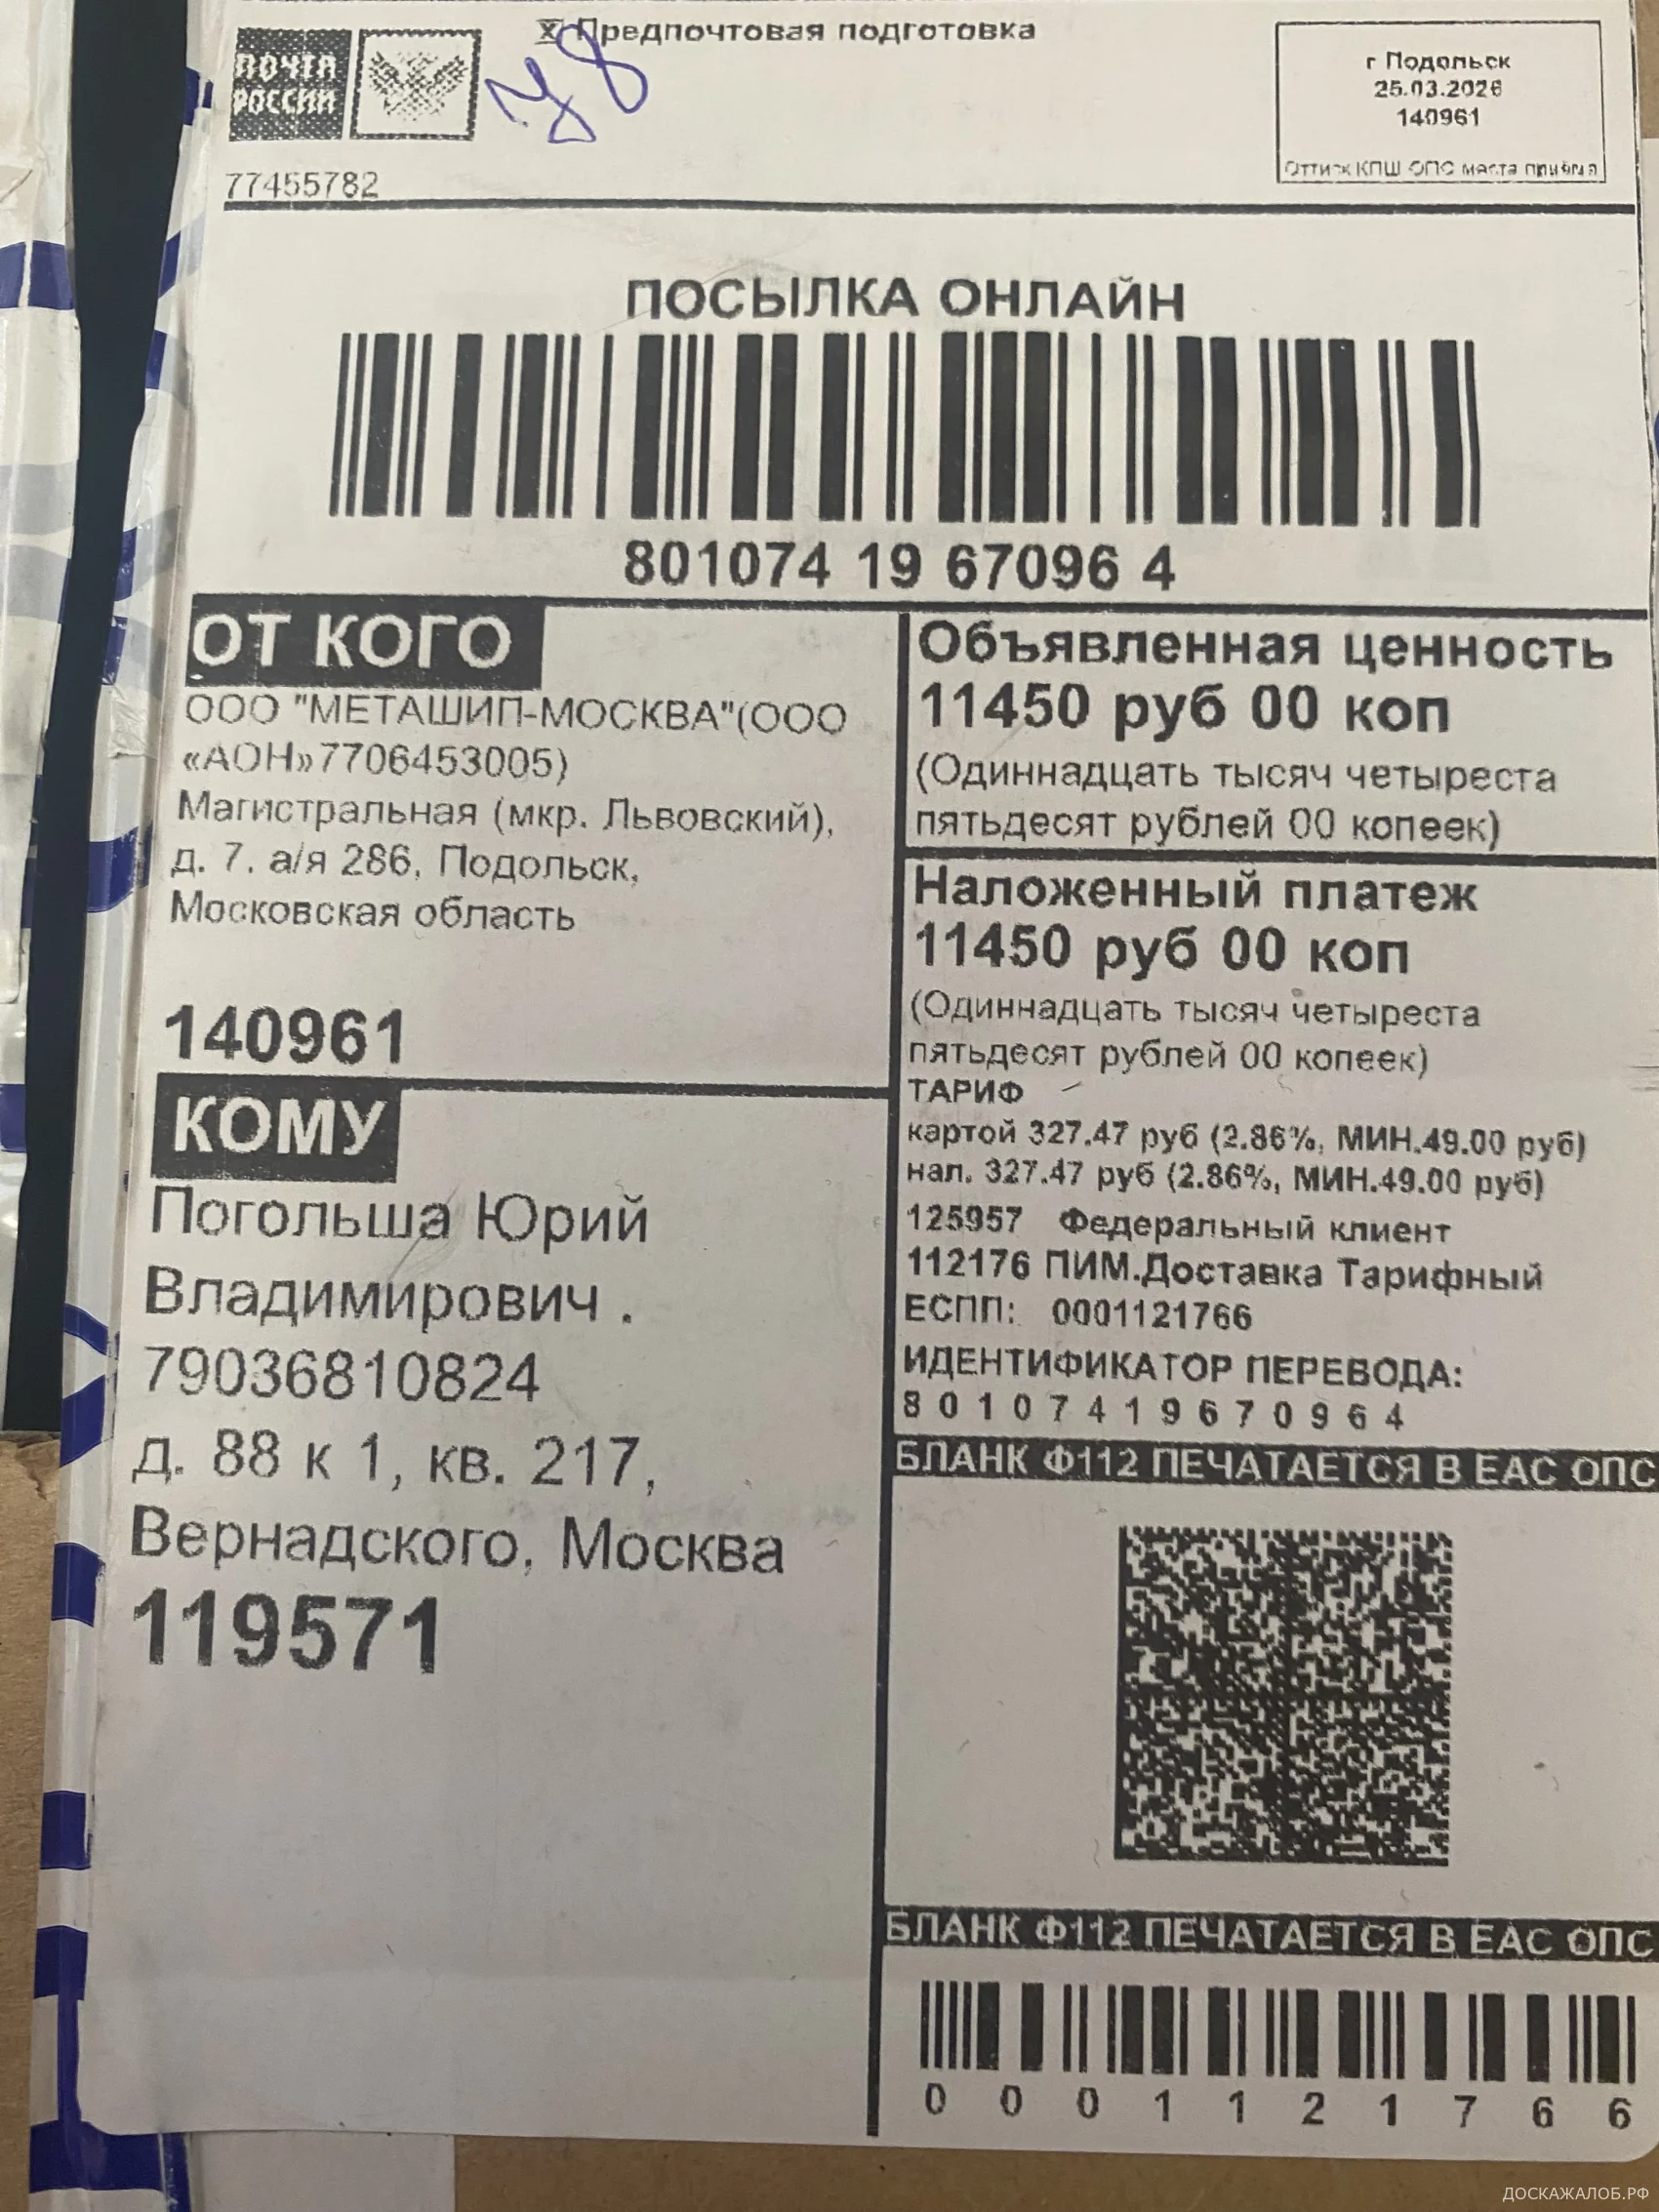 ПОЧТА
РОССИИ
x Предпочтовая подготовка
у8
г Подольск
25.03.2026
140961
Оттиск КПШ ОПС места приёма
77455782
ПОСЫЛКА ОНЛАЙН
801074 19 67096 4
ОТ КОГО
ООО "МЕТАШИП-МОСКВА"(ООО
«АОН»7706453005)
Магистральная (мкр. Львовский),
д. 7. а/я 286, Подольск,
Московская область
140961
Объявленная ценность
11450 руб 00 коп
(Одиннадцать тысяч четыреста
пятьдесят рублей 00 копеек)
Наложенный платеж
11450 руб 00 коп
(Одиннадцать тысяч четыреста
пятьдесят рублей 00 копеек)
ТАРИФ
картой 327.47 руб (2.86%, МИН.49.00 руб)
нал. 327.47 руб (2.86%, МИН.49.00 руб)
125957 Федеральный клиент
112176 ПИМ.Доставка Тарифный
ЕСПП: 0001121766
ИДЕНТИФИКАТОР ПЕРЕВОДА:
8 0 1 0 7 4 1 9 6 7 0 9 6 4
КОМУ
Погольша Юрий
Владимирович .
79036810824
д. 88 к 1, кв. 217,
Вернадского, Москва
119571
БЛАНК Ф112 ПЕЧАТАЕТСЯ В ЕАС ОПС
БЛАНК Ф112 ПЕЧАТАЕТСЯ В ЕАС ОПС
0 0 0 1 1 2 1 7 6 6
ДОСКАЖАЛОБ.РФ